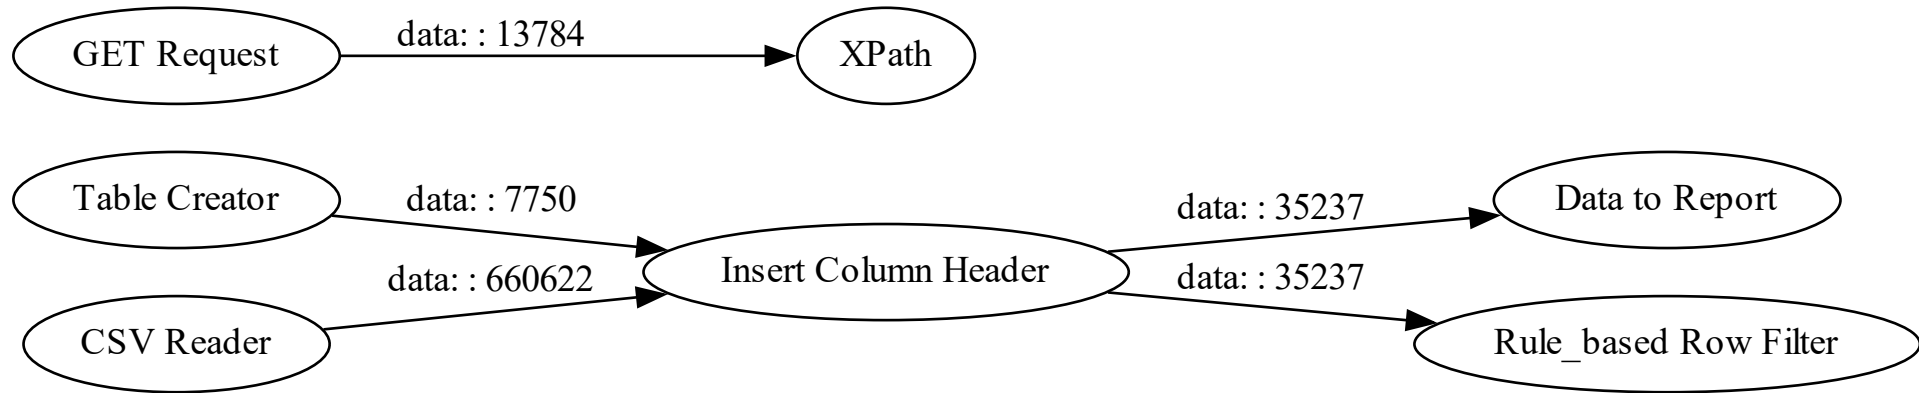 GET Request
data: : 13784
XPath
Table Creator
data: : 7750
data: : 35237
Data to Report
Insert Column Header
data: : 660622
data: : 35237
CSV Reader
Rule_based Row Filter